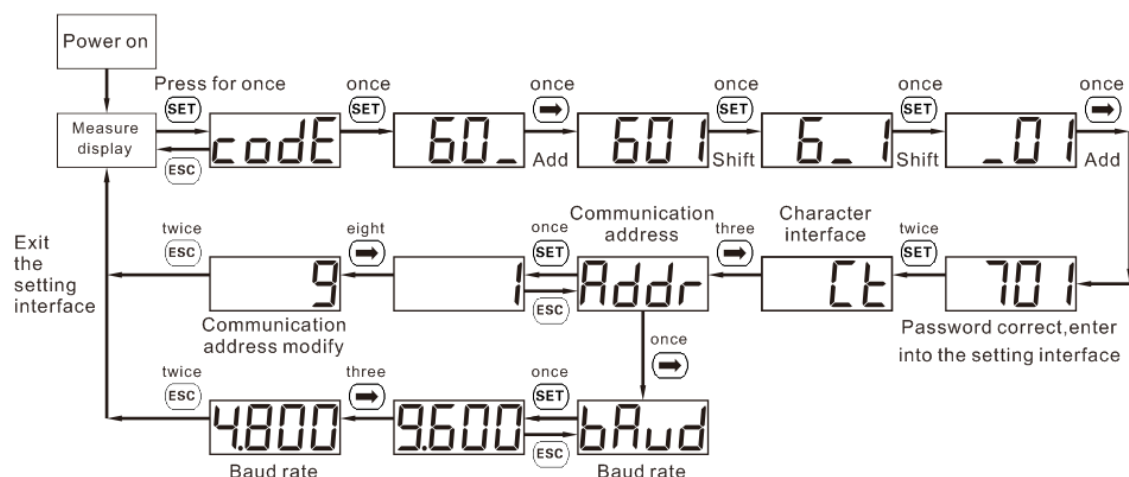 Power on
Press for once
once
once
once
once
once
SET
SET
➡
SET
SET
➡
Measure
display
codE
60_
601
6_1
_01
ESC
Add
Shift
Shift
Add
Communication
address
Character
interface
twice
eight
once
three
twice
ESC
➡
SET
➡
SET
Exit
the
setting
interface
9
1
Addr
Ct
701
ESC
Communication
address modify
Password correct,enter
into the setting interface
once
➡
twice
three
once
ESC
➡
SET
4.800
9.600
bAud
ESC
Baud rate
Baud rate